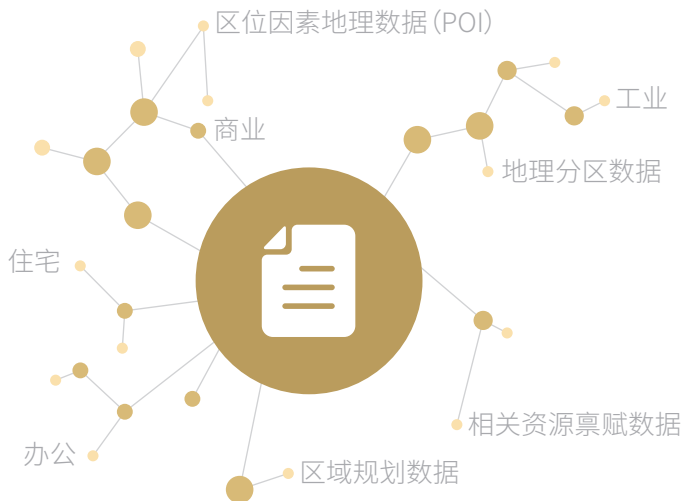 区位因素地理数据(POI)
工业
商业
地理分区数据
住宅
相关资源禀赋数据
办公
区域规划数据